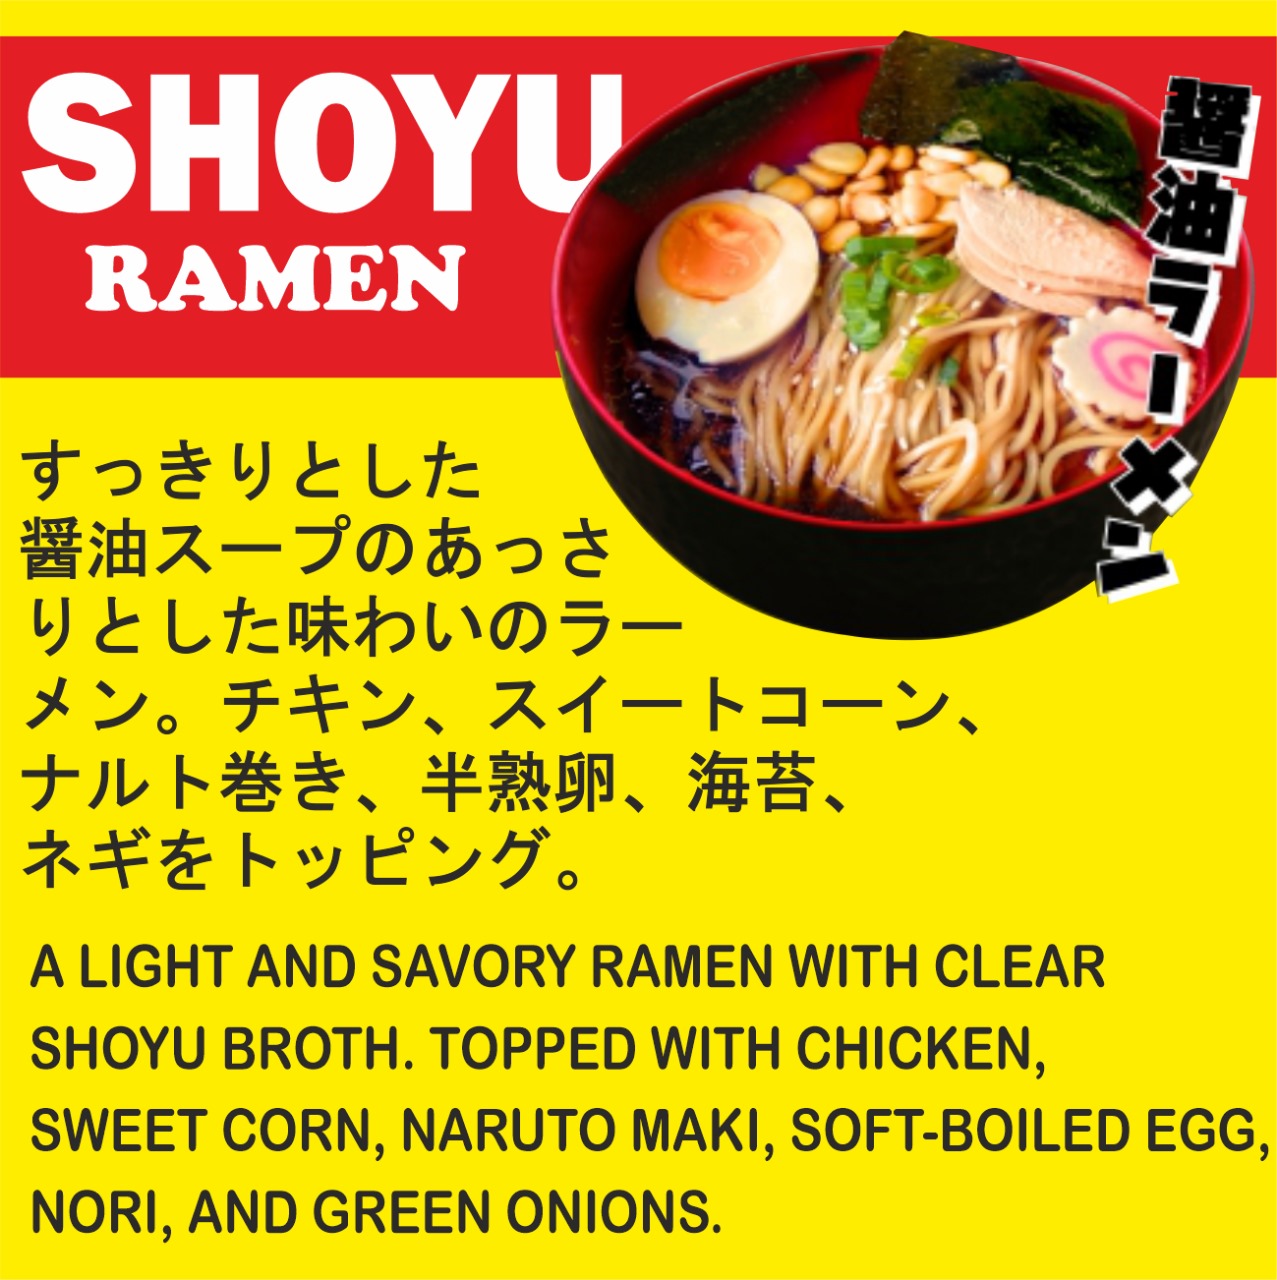 SHOYU
RAMEN
醤油ラーメン
すっきりとした
醤油スープのあっさ
りとした味わいのラー
メン。チキン、スイートコーン、
ナルト巻き、半熟卵、海苔、
ネギをトッピング。
A LIGHT AND SAVORY RAMEN WITH CLEAR
SHOYU BROTH. TOPPED WITH CHICKEN,
SWEET CORN, NARUTO MAKI, SOFT-BOILED EGG,
NORI, AND GREEN ONIONS.